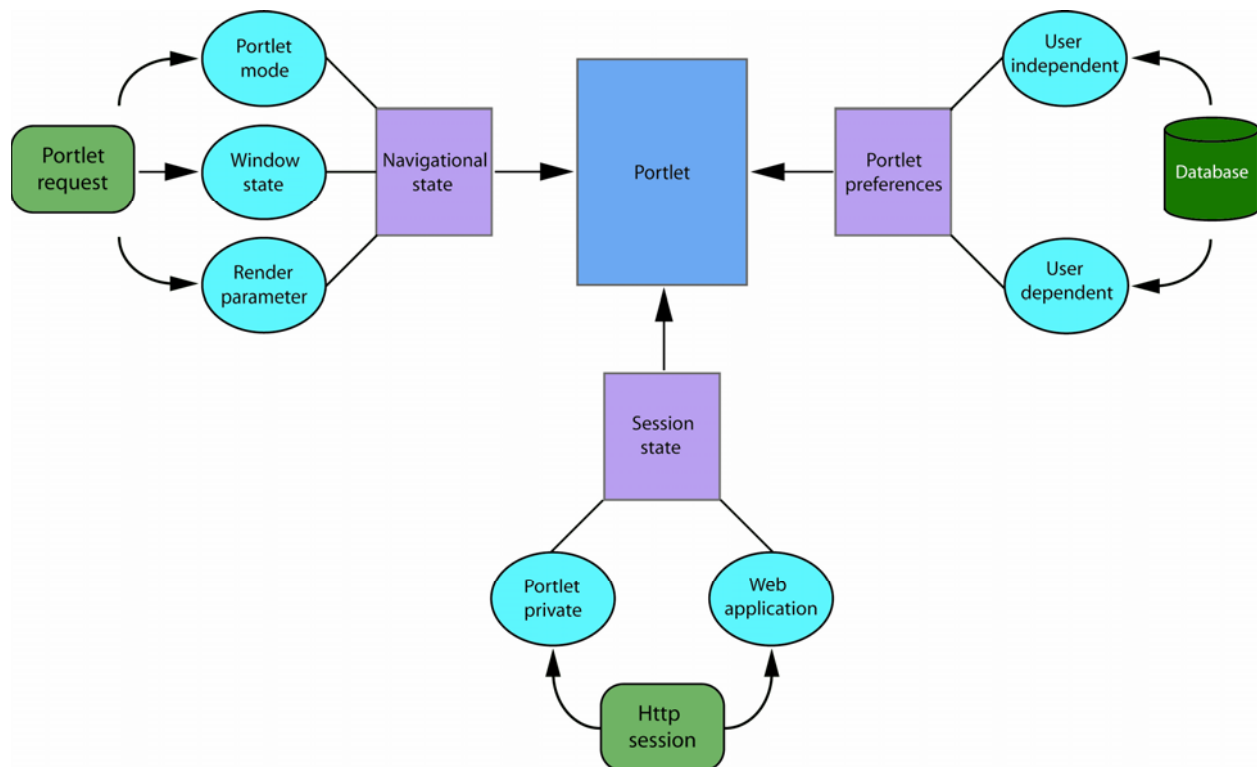 Portlet
mode
Portlet
request
Window
state
Render
parameter
Navigational
state
Portlet
Portlet
preferences
User
independent
User
dependent
Database
Session
state
Portlet
private
Web
application
Http
session